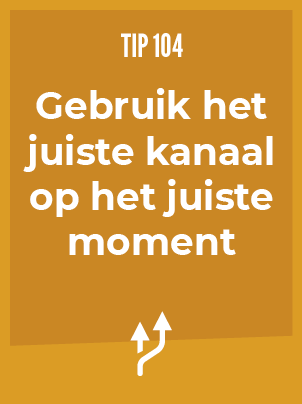 TIP 104
Gebruik het
juiste kanaal
op het juiste
moment